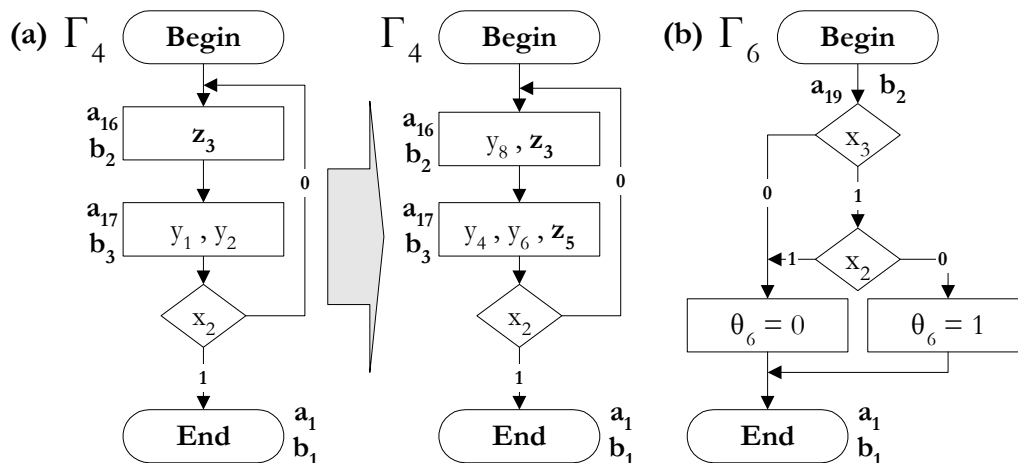 (a) Γ₄ Begin
a₁₆ b₂ z₃
0
a₁₇ b₃ y₁ , y₂
x₂
1
End a₁ b₁
Γ₄ Begin
a₁₆ b₂ y₈ , z₃
0
a₁₇ b₃ y₄ , y₆ , z₅
x₂
1
End a₁ b₁
(b) Γ₆ Begin
a₁₉ b₂
x₃
0 1
1 x₂ 0
θ₆ = 0 θ₆ = 1
End a₁ b₁